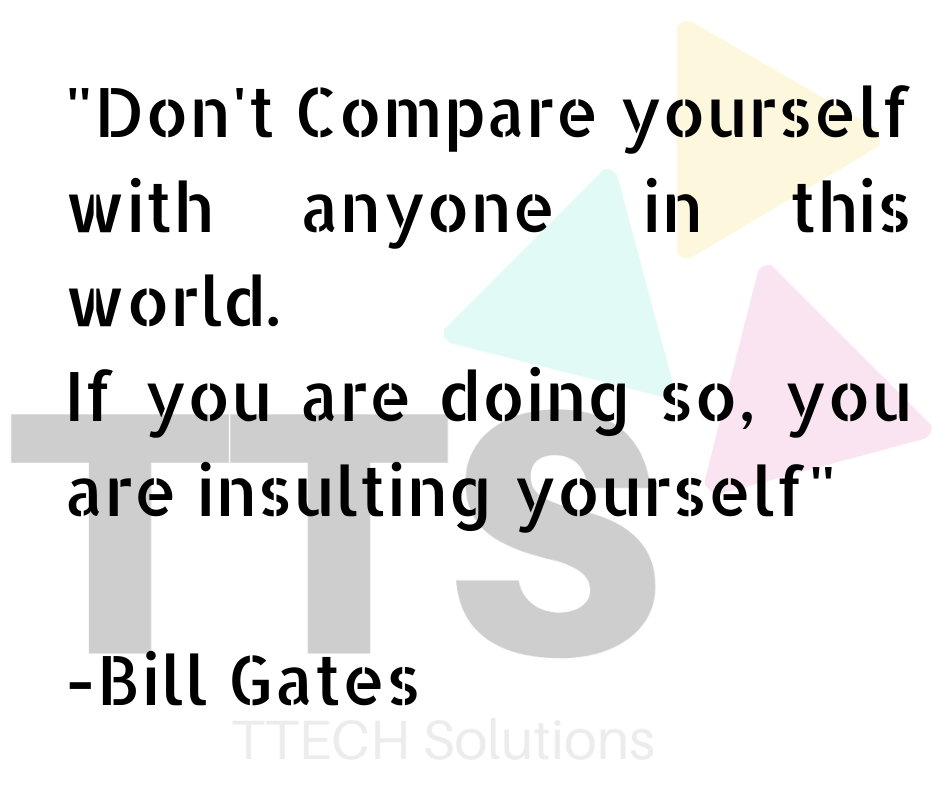 "Don't Compare yourself
with anyone in this
world.
If you are doing so, you
are insulting yourself"
TTS
-Bill Gates
TTECH Solutions